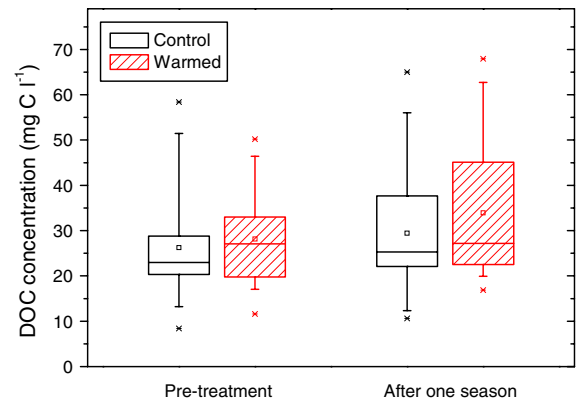 Control
Warmed
DOC concentration (mg C l⁻¹)
70
60
50
40
30
20
10
0
Pre-treatment After one season